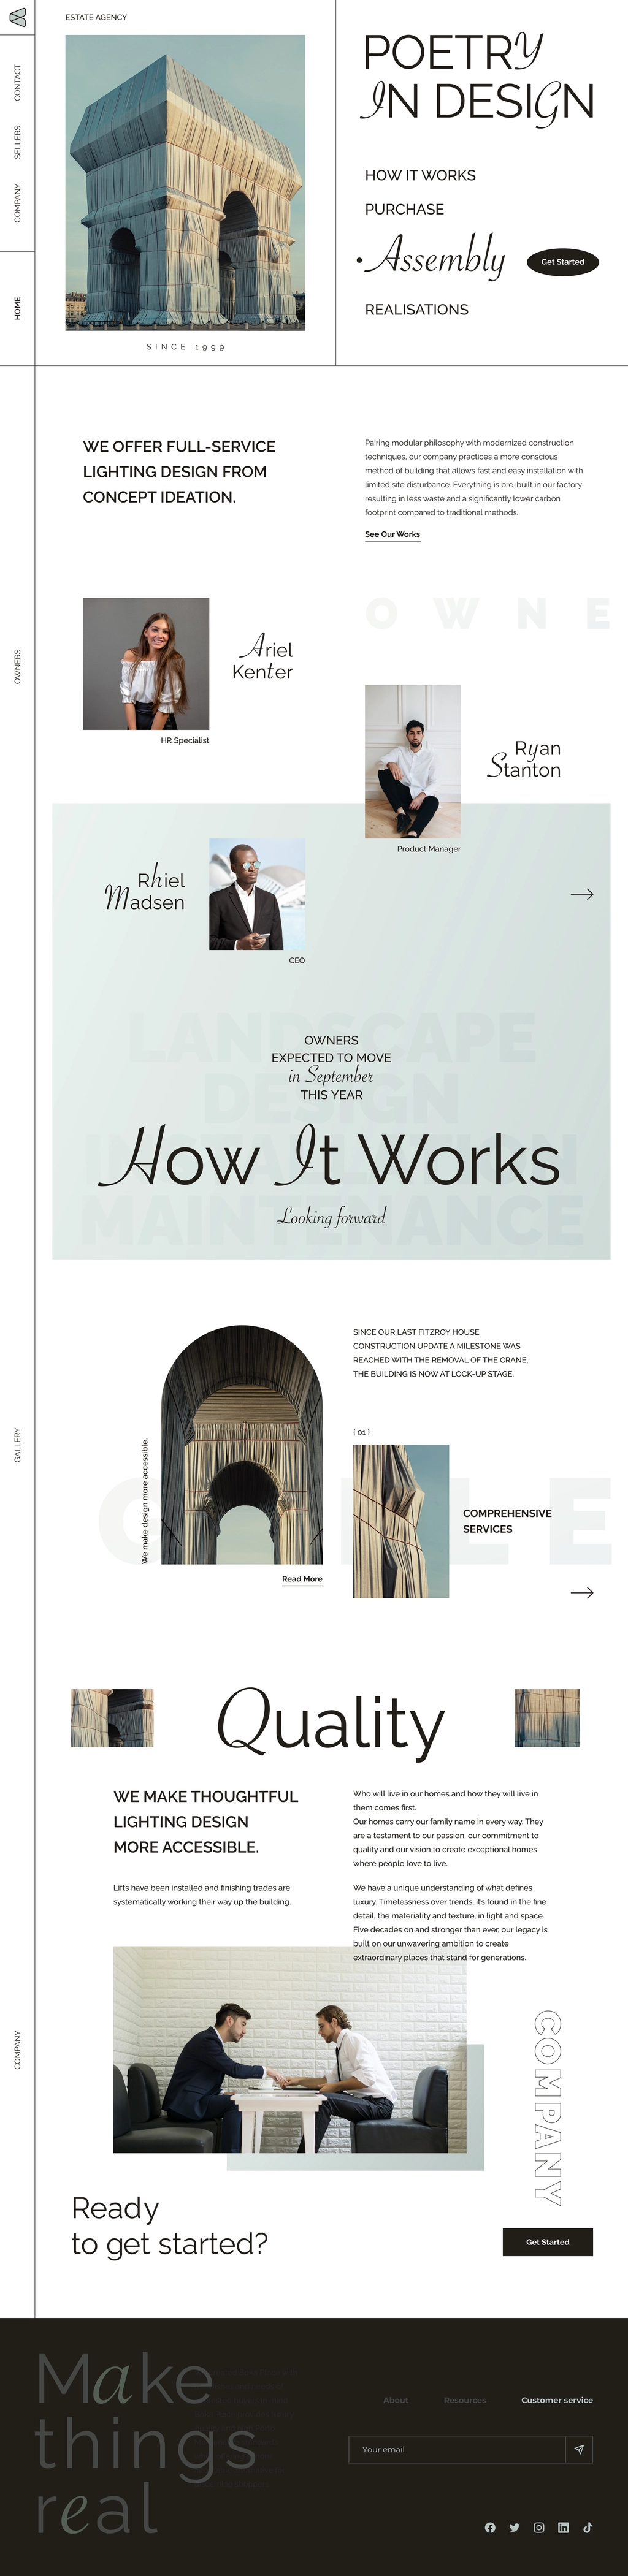 ESTATE AGENCY
CONTACT
SELLERS
COMPANY
HOME
SINCE 1999
POETRY
IN DESIGN
HOW IT WORKS
PURCHASE
Assembly
Get Started
REALISATIONS
WE OFFER FULL-SERVICE
LIGHTING DESIGN FROM
CONCEPT IDEATION.
Pairing modular philosophy with modernized construction
techniques, our company practices a more conscious
method of building that allows fast and easy installation with
limited site disturbance. Everything is pre-built in our factory
resulting in less waste and a significantly lower carbon
footprint compared to traditional methods.
See Our Works
OWNERS
OWNE
Ariel
Kenter
HR Specialist
Ryan
Stanton
Product Manager
Rhiel
Madsen
CEO
LANDSCAPE
DESIGN
MAINTENANCE
OWNERS
EXPECTED TO MOVE
in September
THIS YEAR
How It Works
Looking forward
GALLERY
We make design more accessible.
Read More
SINCE OUR LAST FITZROY HOUSE
CONSTRUCTION UPDATE A MILESTONE WAS
REACHED WITH THE REMOVAL OF THE CRANE,
THE BUILDING IS NOW AT LOCK-UP STAGE.
[ 01 ]
COMPREHENSIVE
SERVICES
Quality
WE MAKE THOUGHTFUL
LIGHTING DESIGN
MORE ACCESSIBLE.
Lifts have been installed and finishing trades are
systematically working their way up the building.
Who will live in our homes and how they will live in
them comes first.
Our homes carry our family name in every way. They
are a testament to our passion, our commitment to
quality and our vision to create exceptional homes
where people love to live.
We have a unique understanding of what defines
luxury. Timelessness over trends, it's found in the fine
detail, the materiality and texture, in light and space.
Five decades on and stronger than ever, our legacy is
built on our unwavering ambition to create
extraordinary places that stand for generations.
COMPANY
COMPANY
Ready
to get started?
Get Started
Make
things
real
About
Resources
Customer service
Your email